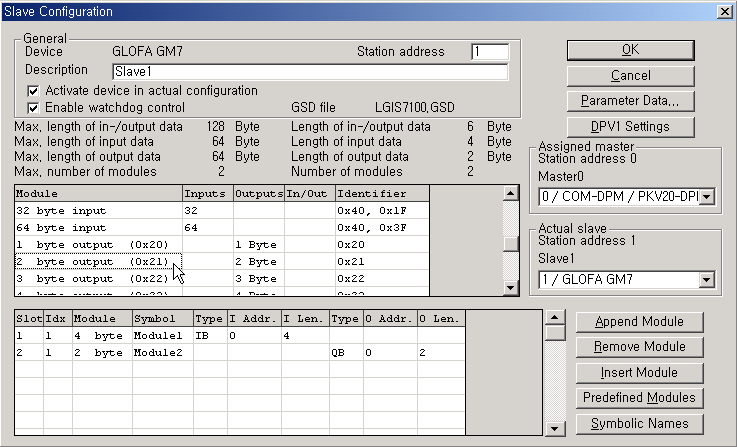 Slave Configuration
General
Device GLOFA GM7 Station address 1
Description Slave1
Activate device in actual configuration
Enable watchdog control GSD file LGIS7100.GSD
Max. length of in-/output data 128 Byte Length of in-/output data 6 Byte
Max. length of input data 64 Byte Length of input data 4 Byte
Max. length of output data 64 Byte Length of output data 2 Byte
Max. number of modules 2 Number of modules 2
OK
Cancel
Parameter Data...
DPV1 Settings
Assigned master
Station address 0
Master0
0 / COM-DPM / PKV20-DPI
Actual slave
Station address 1
Slave1
1 / GLOFA GM7
Module Inputs Outputs In/Out Identifier
32 byte input 32 0x40, 0x1F
64 byte input 64 0x40, 0x3F
1 byte output (0x20) 1 Byte 0x20
2 byte output (0x21) 2 Byte 0x21
3 byte output (0x22) 3 Byte 0x22
4 byte output (0x23) 4 Byte 0x23
Slot Idx Module Symbol Type I Addr. I Len. Type O Addr. O Len.
1 1 4 byte Module1 IB 0 4
2 1 2 byte Module2 QB 0 2
Append Module
Remove Module
Insert Module
Predefined Modules
Symbolic Names